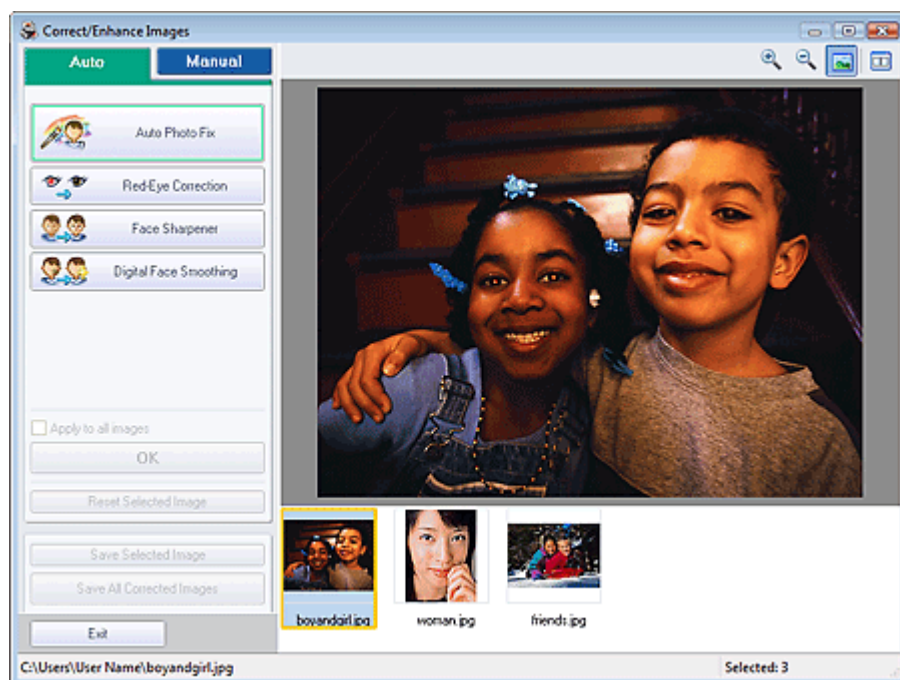 Correct/Enhance Images
Auto
Manual
Auto Photo Fix
Red-Eye Correction
Face Sharpener
Digital Face Smoothing
Apply to all images
OK
Reset Selected Image
Save Selected Image
Save All Corrected Images
Exit
boyandgirl.jpg
woman.jpg
friends.jpg
C:\Users\User Name\boyandgirl.jpg
Selected: 3